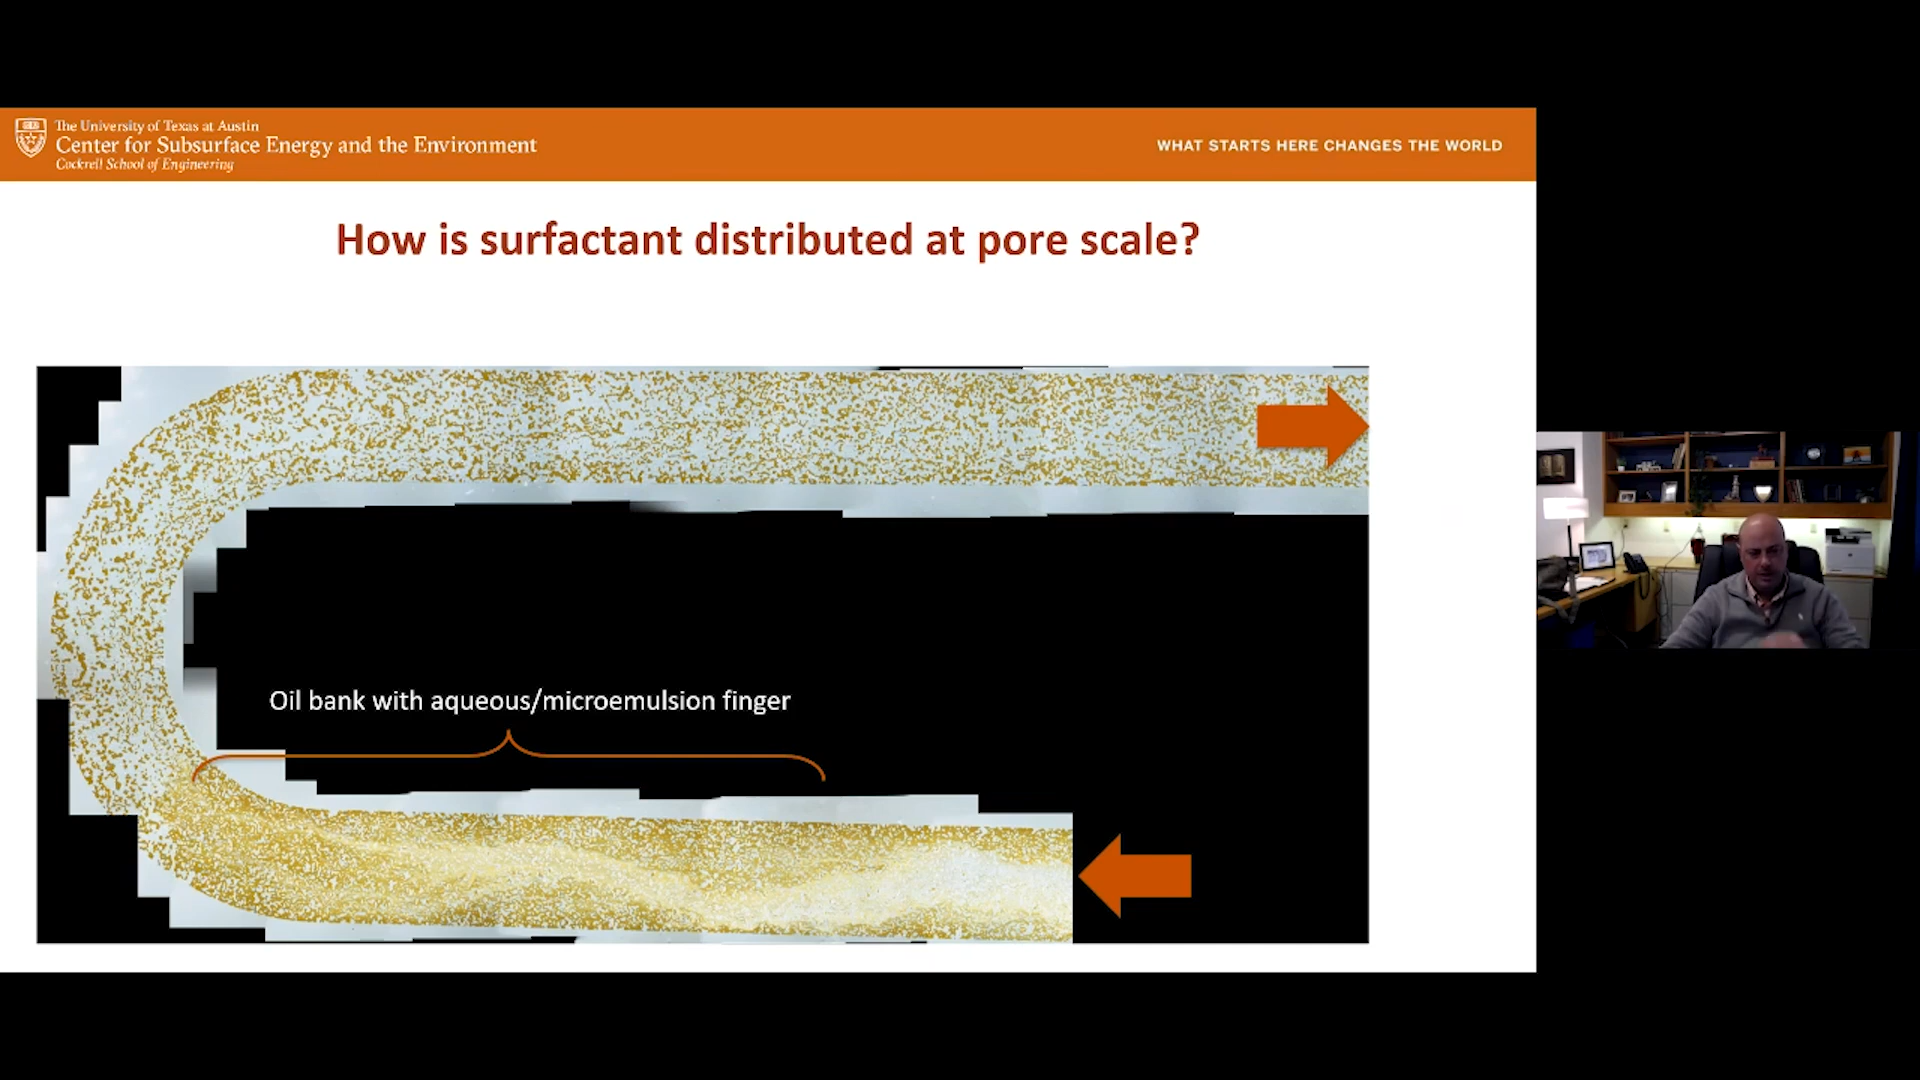 The University of Texas at Austin
Center for Subsurface Energy and the Environment
Cockrell School of Engineering
WHAT STARTS HERE CHANGES THE WORLD
How is surfactant distributed at pore scale?
Oil bank with aqueous/microemulsion finger